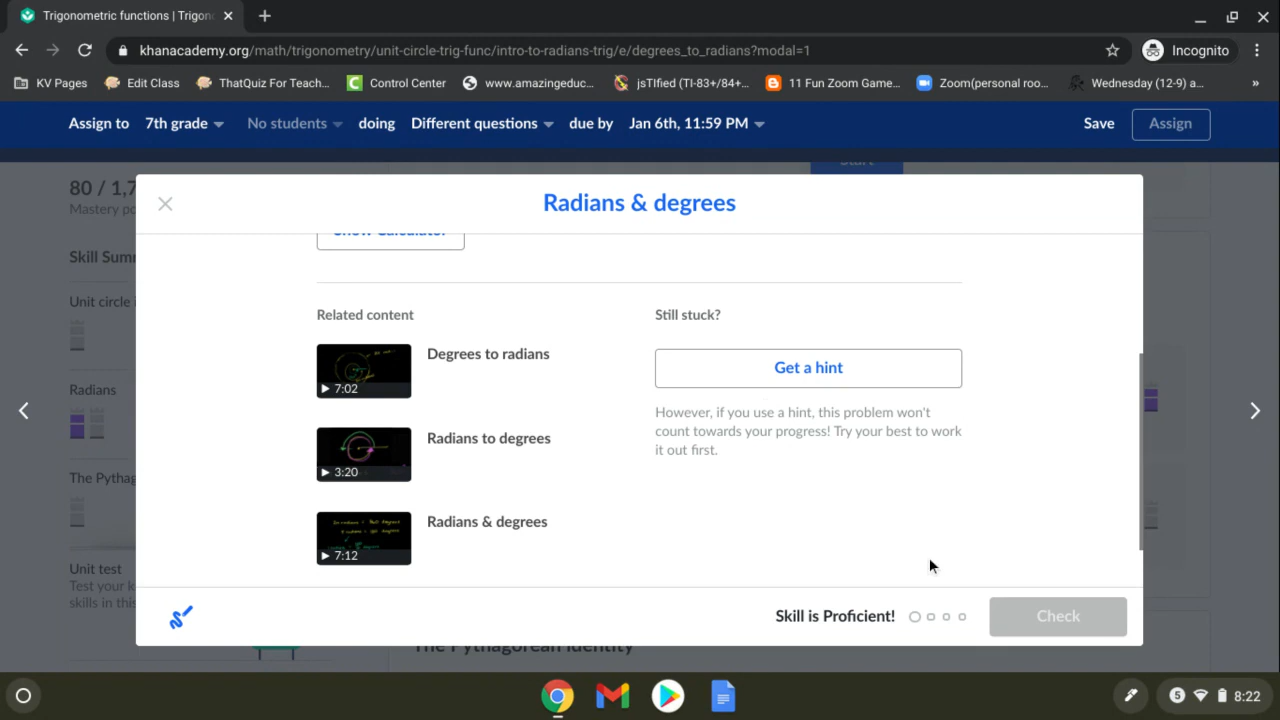 Trigonometric functions | Trigon
khanacademy.org/math/trigonometry/unit-circle-trig-func/intro-to-radians-trig/e/degrees_to_radians?modal=1
Incognito
KV Pages Edit Class ThatQuiz For Teach... Control Center www.amazingeduc... jsTIfied (TI-83+/84+... 11 Fun Zoom Game... Zoom(personal roo... Wednesday (12-9) a... »
Assign to 7th grade No students doing Different questions due by Jan 6th, 11:59 PM Save Assign
Start
80 / 1,7
Mastery po
Skill Sum
Unit circle i
Radians
The Pythag
Unit test
Test your k
skills in this
Radians & degrees
Show Calculator
Related content
Degrees to radians
7:02
Radians to degrees
3:20
Radians & degrees
7:12
Still stuck?
Get a hint
However, if you use a hint, this problem won't
count towards your progress! Try your best to work
it out first.
Skill is Proficient!
Check
The Pythagorean identity
5 8:22